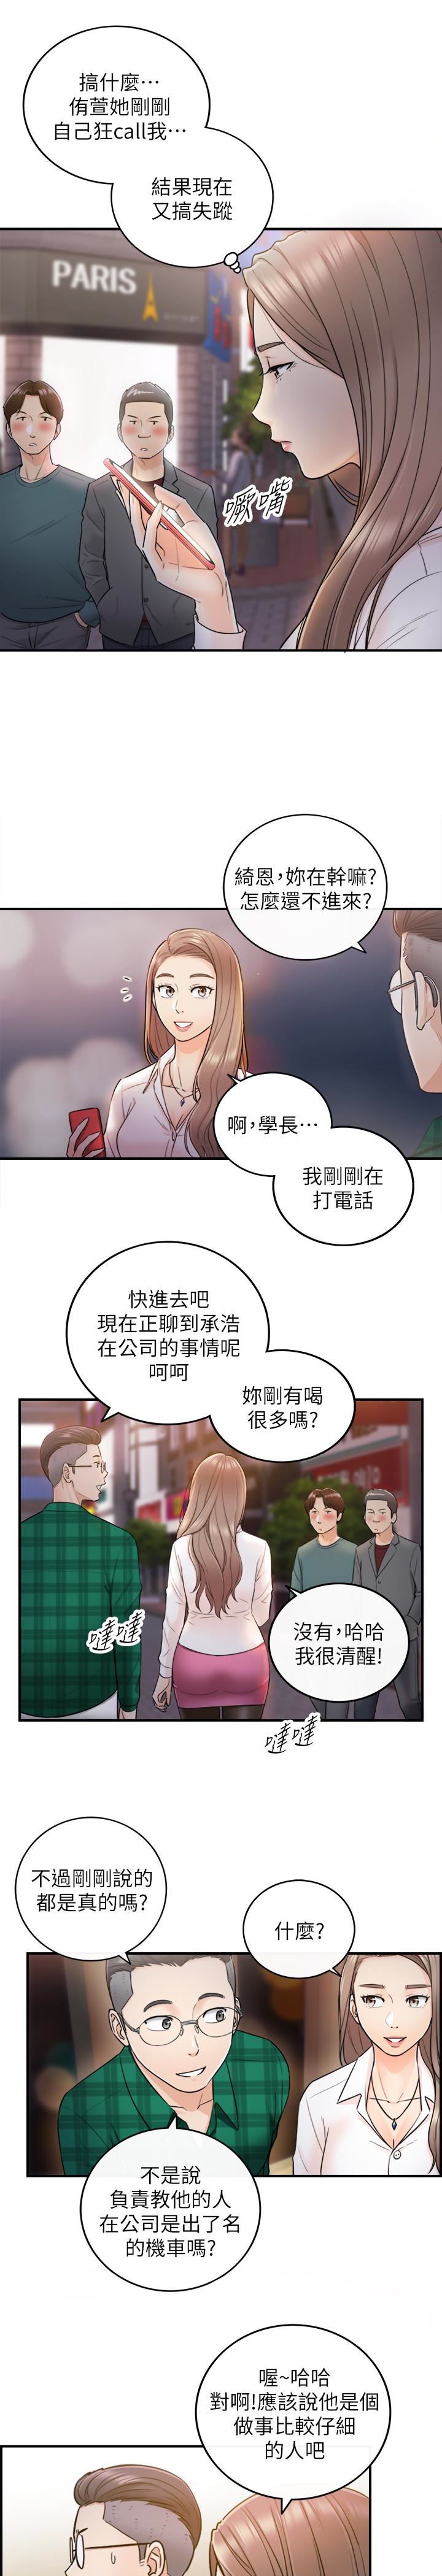 搞什麼…
侑萱她剛剛
自己狂call我…
結果現在
又搞失蹤
PARIS
噘嘴
綺恩，妳在幹嘛？
怎麼還不進來？
啊，學長…
我剛剛在
打電話
快進去吧
現在正聊到承浩
在公司的事情呢
呵呵
妳剛有喝
很多嗎？
噠噠
沒有，哈哈
我很清醒！
噠噠
不過剛剛說的
都是真的嗎？
什麼？
不是說
負責教他的人
在公司是出了名
的機車嗎？
喔~哈哈
對啊！應該說他是個
做事比較仔細
的人吧